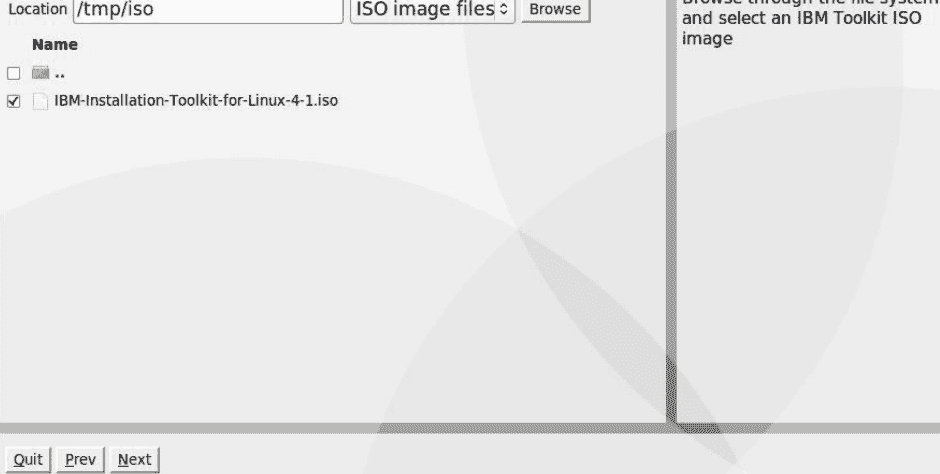 Location /tmp/iso ISO image files Browse
Browse through the file system
and select an IBM Toolkit ISO
image
Name
..
IBM-Installation-Toolkit-for-Linux-4-1.iso
Quit Prev Next